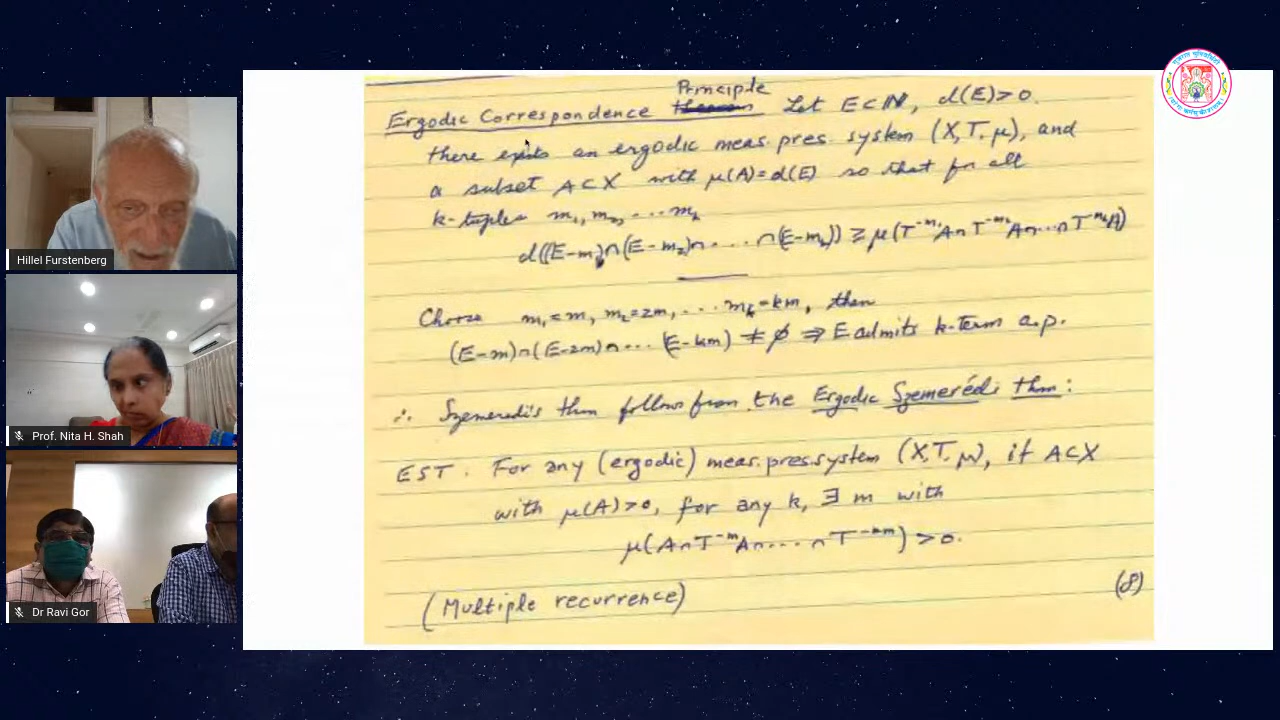 Principle
Ergodic Correspondence theorem Let E⊂ℕ, d(E)>0.
there exists an ergodic meas. pres. system (X,T,μ), and
a subset A⊂X with μ(A)=d(E) so that for all
k-tuples m₁, m₂, ... mₖ
d((E-m₁)∩(E-m₂)∩ ... ∩(E-mₖ)) ≥ μ(T⁻ᵐ¹A∩T⁻ᵐ²A∩...∩T⁻ᵐᵏA)
Choose m₁=m, m₂=2m, ... mₖ=km, then
(E-m)∩(E-2m)∩... (E-km) ≠ ∅ ⇒ E admits k-term a.p.
∴ Szemeredi's thm follows from the Ergodic Szemerédi thm:
EST. For any (ergodic) meas.pres.system (X,T,μ), if A⊂X
with μ(A)>0, for any k, ∃ m with
μ(A∩T⁻ᵐA∩....∩T⁻ᵏᵐ) >0.
(Multiple recurrence)
(8)
Hillel Furstenberg
Prof. Nita H. Shah
Dr Ravi Gor